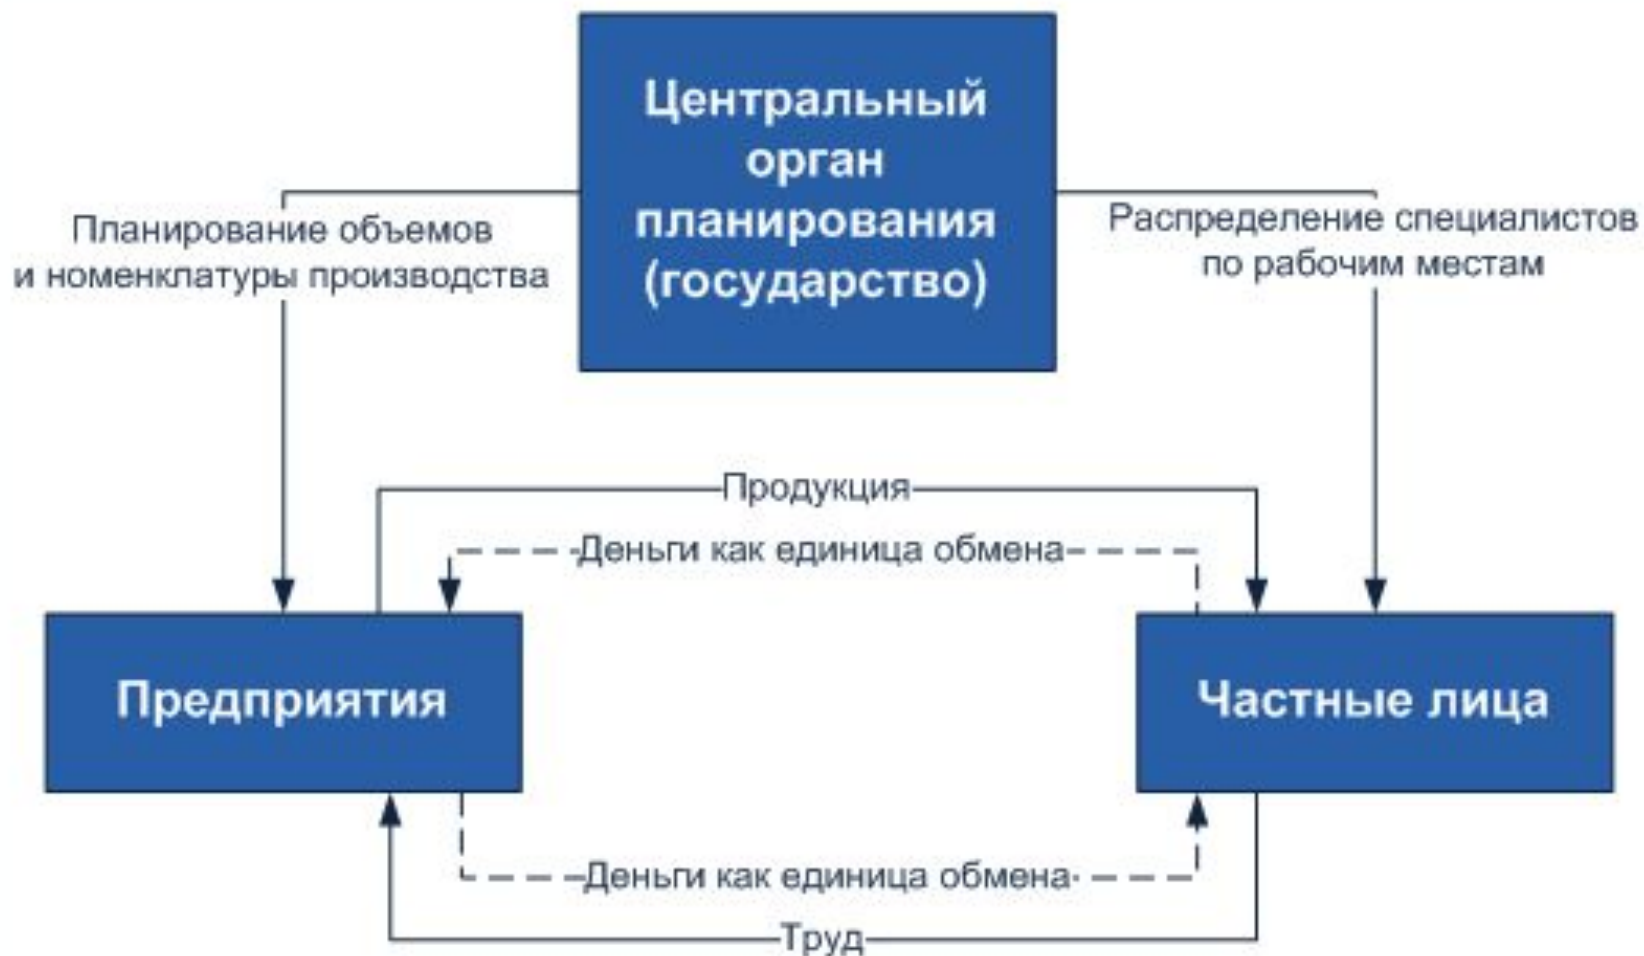 Центральный
орган
планирования
(государство)
Планирование объемов
и номенклатуры производства
Распределение специалистов
по рабочим местам
Продукция
Деньги как единица обмена
Предприятия
Частные лица
Деньги как единица обмена
Труд